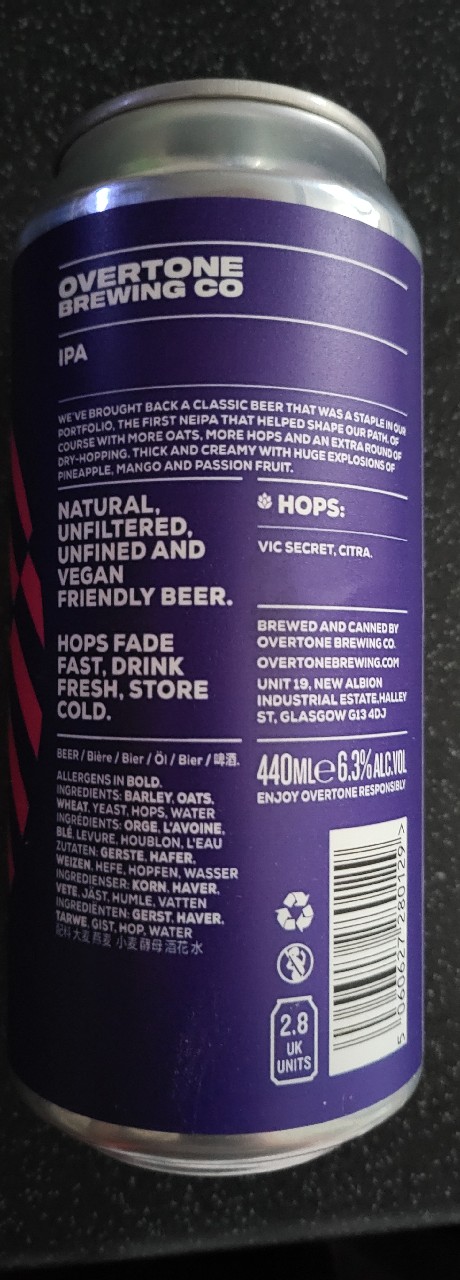 OVERTONE
BREWING CO
IPA
WE'VE BROUGHT BACK A CLASSIC BEER THAT WAS A STAPLE IN OUR
PORTFOLIO, THE FIRST NEIPA THAT HELPED SHAPE OUR PATH. OF
COURSE WITH MORE OATS, MORE HOPS AND AN EXTRA ROUND OF
DRY-HOPPING. THICK AND CREAMY WITH HUGE EXPLOSIONS OF
PINEAPPLE, MANGO AND PASSION FRUIT.
NATURAL,
UNFILTERED,
UNFINED AND
VEGAN
FRIENDLY BEER.
HOPS FADE
FAST, DRINK
FRESH, STORE
COLD.
BEER / Bière / Bier / Öl / Bier / 啤酒.
ALLERGENS IN BOLD.
INGREDIENTS: BARLEY, OATS,
WHEAT, YEAST, HOPS, WATER
INGRÉDIENTS: ORGE, L'AVOINE,
BLÉ, LEVURE, HOUBLON, L'EAU
ZUTATEN: GERSTE, HAFER,
WEIZEN, HEFE, HOPFEN, WASSER
INGREDIENSER: KORN, HAVER,
VETE, JÄST, HUMLE, VATTEN
INGREDIËNTEN: GERST, HAVER,
TARWE, GIST, HOP, WATER
配料 大麦 燕麦 小麦 酵母 酒花 水
HOPS:
VIC SECRET, CITRA.
BREWED AND CANNED BY
OVERTONE BREWING CO.
OVERTONEBREWING.COM
UNIT 19, NEW ALBION
INDUSTRIAL ESTATE,HALLEY
ST, GLASGOW G13 4DJ
440ML℮ 6.3% ALC.VOL
ENJOY OVERTONE RESPONSIBLY
2.8
UK
UNITS
5 060627 280129 >